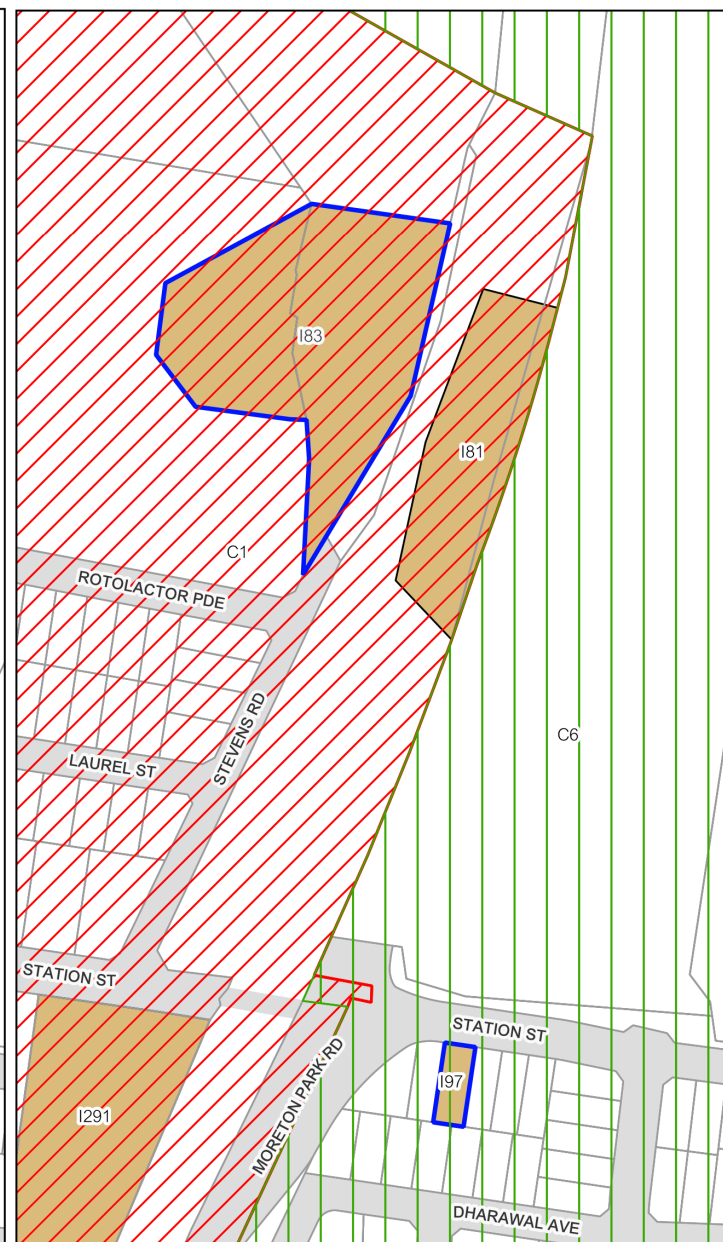 I83
I81
C1
ROTOLACTOR PDE
STEVENS RD
C6
LAUREL ST
STATION ST
STATION ST
MORETON PARK RD
I97
I291
DHARAWAL AVE